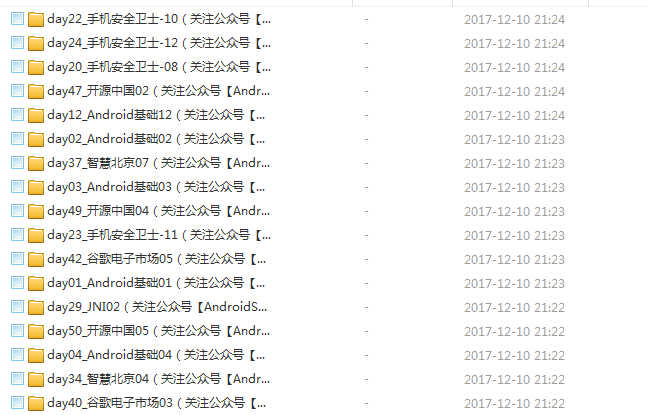 day22_手机安全卫士-10（关注公众号【A... - 2017-12-10 21:24
day24_手机安全卫士-12（关注公众号【A... - 2017-12-10 21:24
day20_手机安全卫士-08（关注公众号【A... - 2017-12-10 21:24
day47_开源中国02（关注公众号【Andr... - 2017-12-10 21:24
day12_Android基础12（关注公众号【... - 2017-12-10 21:24
day02_Android基础02（关注公众号【... - 2017-12-10 21:23
day37_智慧北京07（关注公众号【Andr... - 2017-12-10 21:23
day03_Android基础03（关注公众号【... - 2017-12-10 21:23
day49_开源中国04（关注公众号【Andr... - 2017-12-10 21:23
day23_手机安全卫士-11（关注公众号【A... - 2017-12-10 21:23
day42_谷歌电子市场05（关注公众号【... - 2017-12-10 21:23
day01_Android基础01（关注公众号【... - 2017-12-10 21:23
day29_JNI02（关注公众号【AndroidS... - 2017-12-10 21:22
day50_开源中国05（关注公众号【Andr... - 2017-12-10 21:22
day04_Android基础04（关注公众号【... - 2017-12-10 21:22
day34_智慧北京04（关注公众号【Andr... - 2017-12-10 21:22
day40_谷歌电子市场03（关注公众号【... - 2017-12-10 21:22